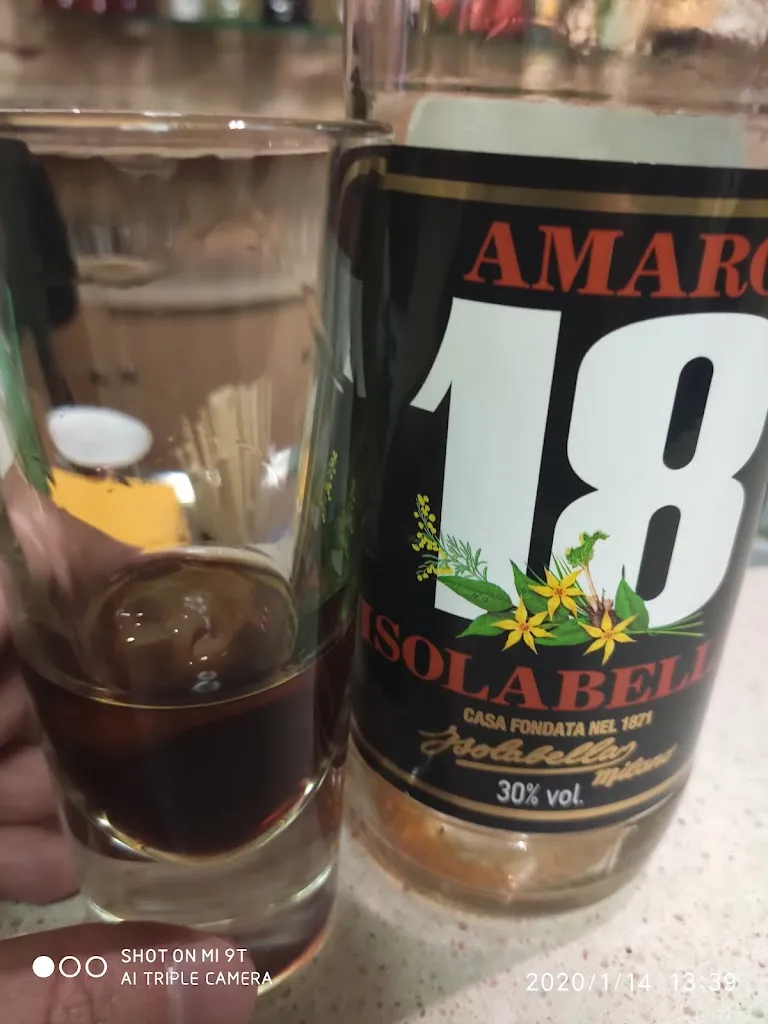 AMARO
18
ISOLABELL
CASA FONDATA NEL 1871
Isolabella
Milano
30% vol.
SHOT ON MI 9T
AI TRIPLE CAMERA
2020/1/14 13:39